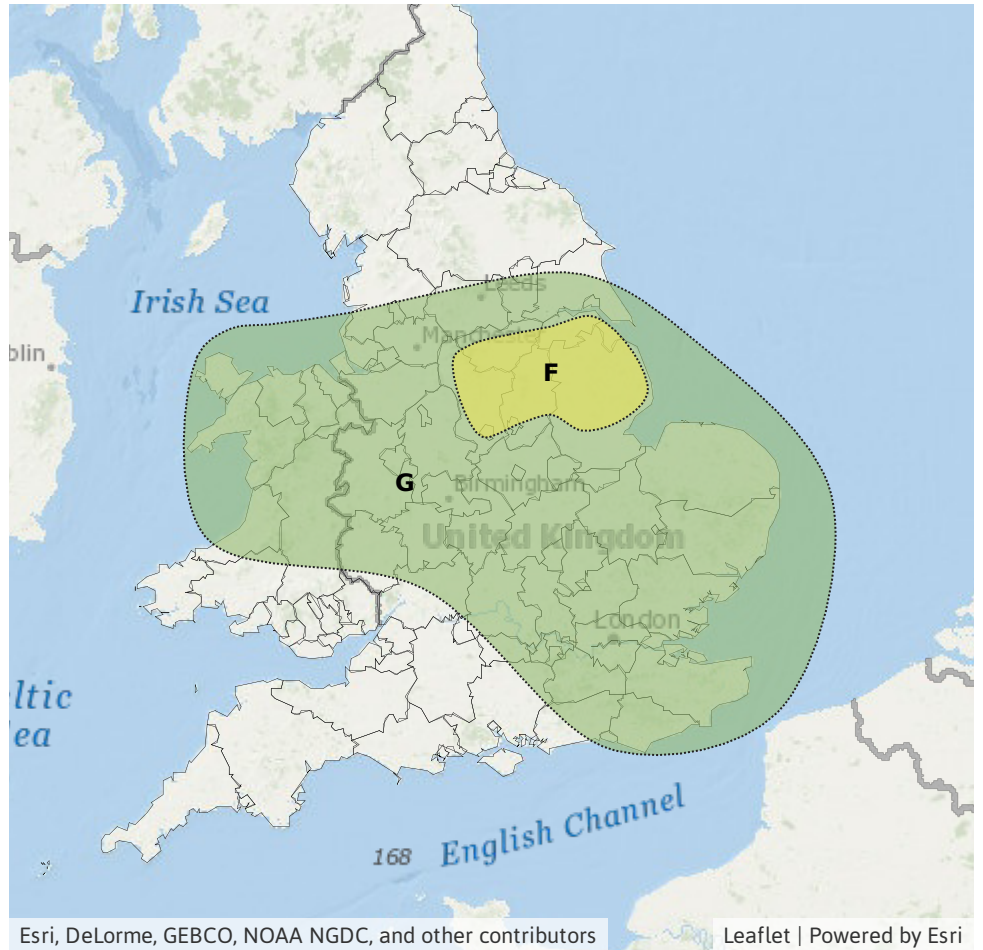 Leeds
Irish Sea
Manchester
blin
F
G
Birmingham
United Kingdom
London
ltic
ea
English Channel
168
Esri, DeLorme, GEBCO, NOAA NGDC, and other contributors
Leaflet | Powered by Esri